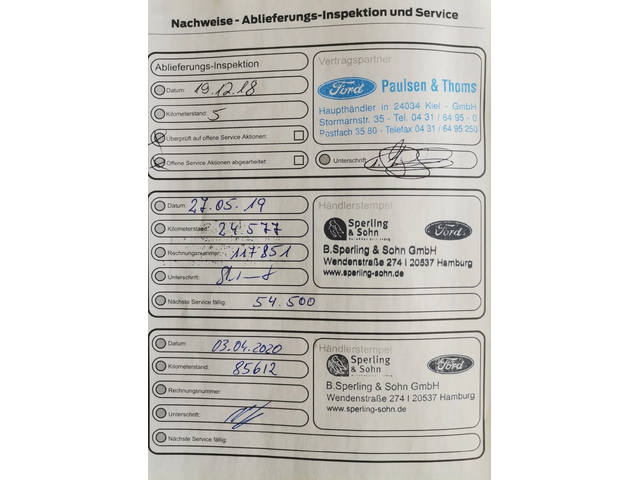 Nachweise - Ablieferungs-Inspektion und Service
Ablieferungs-Inspektion
Datum: 19.12.18
Kilometerstand: 5
Überprüft auf offene Service Aktionen:
Offene Service Aktionen abgearbeitet:
Vertragspartner
Ford Paulsen & Thoms
Haupthändler in 24034 Kiel - GmbH
Stormarnstr. 35 - Tel. 04 31 / 64 95 - 0
Postfach 35 80 - Telefax 04 31 / 64 95 250
Unterschrift:
Datum: 27.05.19
Kilometerstand: 24.577
Rechnungsnummer: 117851
Unterschrift:
Nächste Service fällig: 54.500
Händlerstempel
Sperling
& Sohn
Ford
B.Sperling & Sohn GmbH
Wendenstraße 274 I 20537 Hamburg
www.sperling-sohn.de
Datum: 03.04.2020
Kilometerstand: 85612
Rechnungsnummer:
Unterschrift:
Nächste Service fällig:
Händlerstempel
Sperling
& Sohn
Ford
B.Sperling & Sohn GmbH
Wendenstraße 274 I 20537 Hamburg
www.sperling-sohn.de